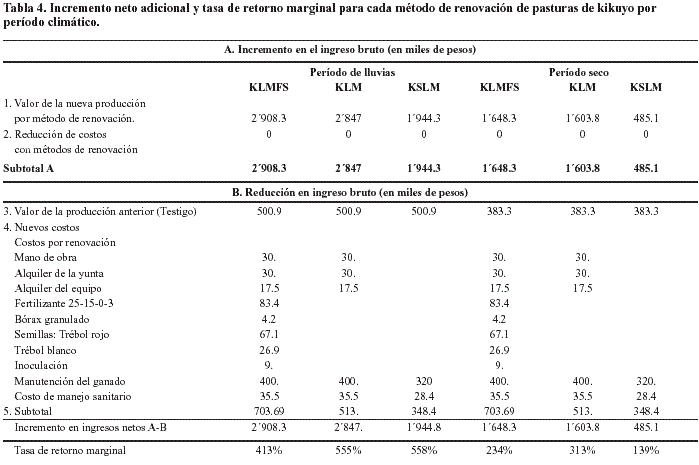 Tabla 4. Incremento neto adicional y tasa de retorno marginal para cada método de renovación de pasturas de kikuyo por
período climático.
A. Incremento en el ingreso bruto (en miles de pesos)
Período de lluvias Período seco
KLMFS KLM KSLM KLMFS KLM KSLM
1. Valor de la nueva producción
por método de renovación. 2´908.3 2´847 1´944.3 1´648.3 1´603.8 485.1
2. Reducción de costos 0 0 0 0 0 0
con métodos de renovación
Subtotal A 2´908.3 2´847 1´944.3 1´648.3 1´603.8 485.1
B. Reducción en ingreso bruto (en miles de pesos)
3. Valor de la producción anterior (Testigo) 500.9 500.9 500.9 383.3 383.3 383.3
4. Nuevos costos
Costos por renovación
Mano de obra 30. 30. 30. 30.
Alquiler de la yunta 30. 30. 30. 30.
Alquiler del equipo 17.5 17.5 17.5 17.5
Fertilizante 25-15-0-3 83.4 83.4
Bórax granulado 4.2 4.2
Semillas: Trébol rojo 67.1 67.1
Trébol blanco 26.9 26.9
Inoculación 9. 9.
Manutención del ganado 400. 400. 320 400. 400. 320.
Costo de manejo sanitario 35.5 35.5 28.4 35.5 35.5 28.4
5. Subtotal 703.69 513. 348.4 703.69 513. 348.4
Incremento en ingresos netos A-B 2´908.3 2´847. 1´944.8 1´648.3 1´603.8 485.1
Tasa de retorno marginal 413% 555% 558% 234% 313% 139%